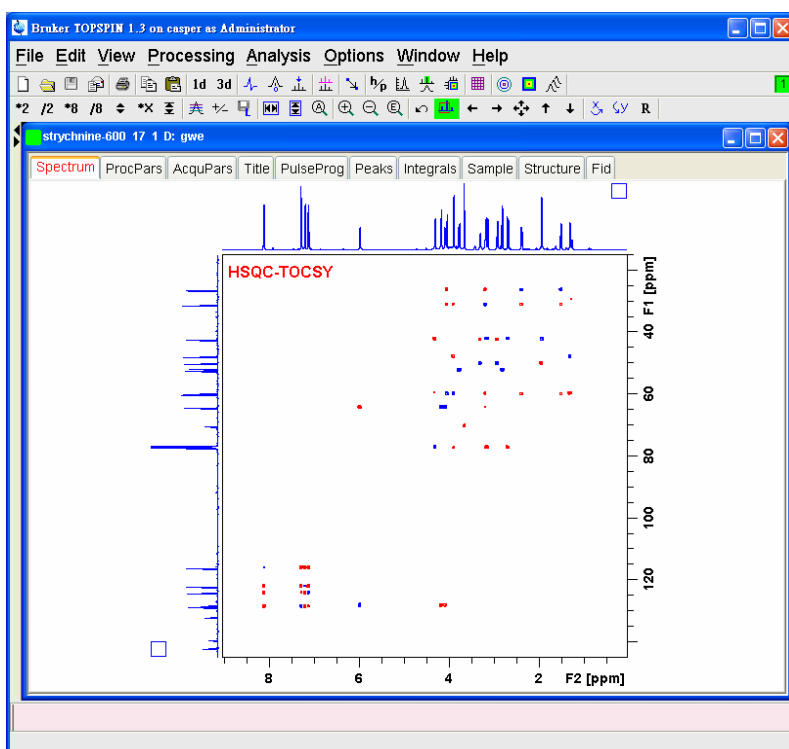 Bruker TOPSPIN 1.3 on casper as Administrator
File Edit View Processing Analysis Options Window Help
1d 3d h/p 1
*2 /2 *8 /8 *X +/- R
strychnine-600 17 1 D: gwe
Spectrum ProcPars AcquPars Title PulseProg Peaks Integrals Sample Structure Fid
HSQC-TOCSY
F1 [ppm]
40
60
80
100
120
8 6 4 2 F2 [ppm]